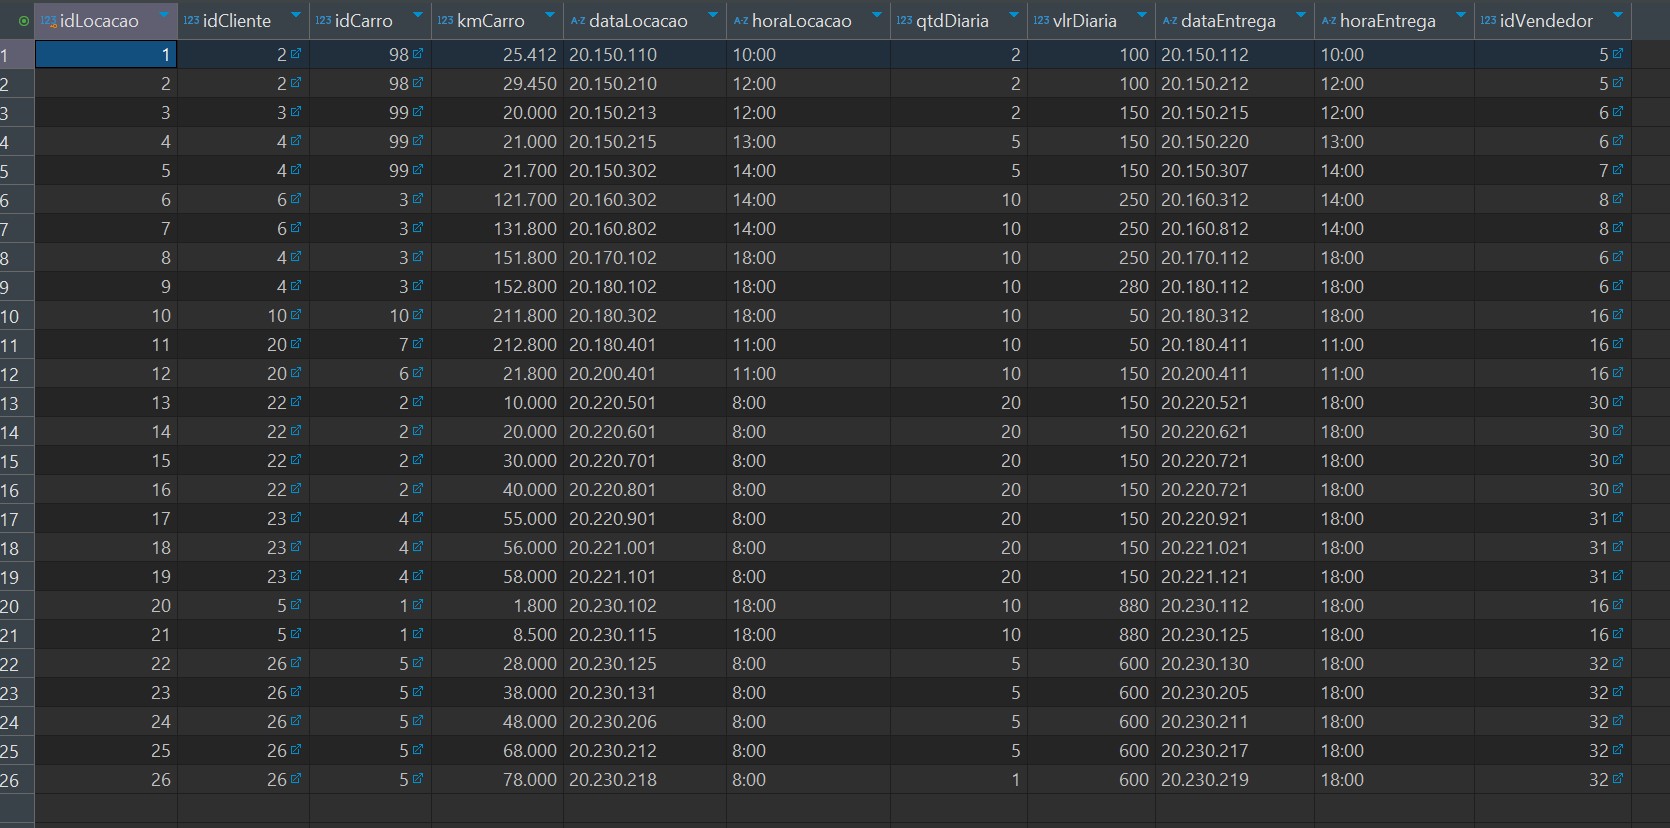 123 idLocacao 123 idCliente 123 idCarro 123 kmCarro A-Z dataLocacao A-Z horaLocacao 123 qtdDiaria 123 vlrDiaria A-Z dataEntrega A-Z horaEntrega 123 idVendedor
1 1 2 98 25.412 20.150.110 10:00 2 100 20.150.112 10:00 5
2 2 2 98 29.450 20.150.210 12:00 2 100 20.150.212 12:00 5
3 3 3 99 20.000 20.150.213 12:00 2 150 20.150.215 12:00 6
4 4 4 99 21.000 20.150.215 13:00 5 150 20.150.220 13:00 6
5 5 4 99 21.700 20.150.302 14:00 5 150 20.150.307 14:00 7
6 6 6 3 121.700 20.160.302 14:00 10 250 20.160.312 14:00 8
7 7 6 3 131.800 20.160.802 14:00 10 250 20.160.812 14:00 8
8 8 4 3 151.800 20.170.102 18:00 10 250 20.170.112 18:00 6
9 9 4 3 152.800 20.180.102 18:00 10 280 20.180.112 18:00 6
10 10 10 10 211.800 20.180.302 18:00 10 50 20.180.312 18:00 16
11 11 20 7 212.800 20.180.401 11:00 10 50 20.180.411 11:00 16
12 12 20 6 21.800 20.200.401 11:00 10 150 20.200.411 11:00 16
13 13 22 2 10.000 20.220.501 8:00 20 150 20.220.521 18:00 30
14 14 22 2 20.000 20.220.601 8:00 20 150 20.220.621 18:00 30
15 15 22 2 30.000 20.220.701 8:00 20 150 20.220.721 18:00 30
16 16 22 2 40.000 20.220.801 8:00 20 150 20.220.721 18:00 30
17 17 23 4 55.000 20.220.901 8:00 20 150 20.220.921 18:00 31
18 18 23 4 56.000 20.221.001 8:00 20 150 20.221.021 18:00 31
19 19 23 4 58.000 20.221.101 8:00 20 150 20.221.121 18:00 31
20 20 5 1 1.800 20.230.102 18:00 10 880 20.230.112 18:00 16
21 21 5 1 8.500 20.230.115 18:00 10 880 20.230.125 18:00 16
22 22 26 5 28.000 20.230.125 8:00 5 600 20.230.130 18:00 32
23 23 26 5 38.000 20.230.131 8:00 5 600 20.230.205 18:00 32
24 24 26 5 48.000 20.230.206 8:00 5 600 20.230.211 18:00 32
25 25 26 5 68.000 20.230.212 8:00 5 600 20.230.217 18:00 32
26 26 26 5 78.000 20.230.218 8:00 1 600 20.230.219 18:00 32